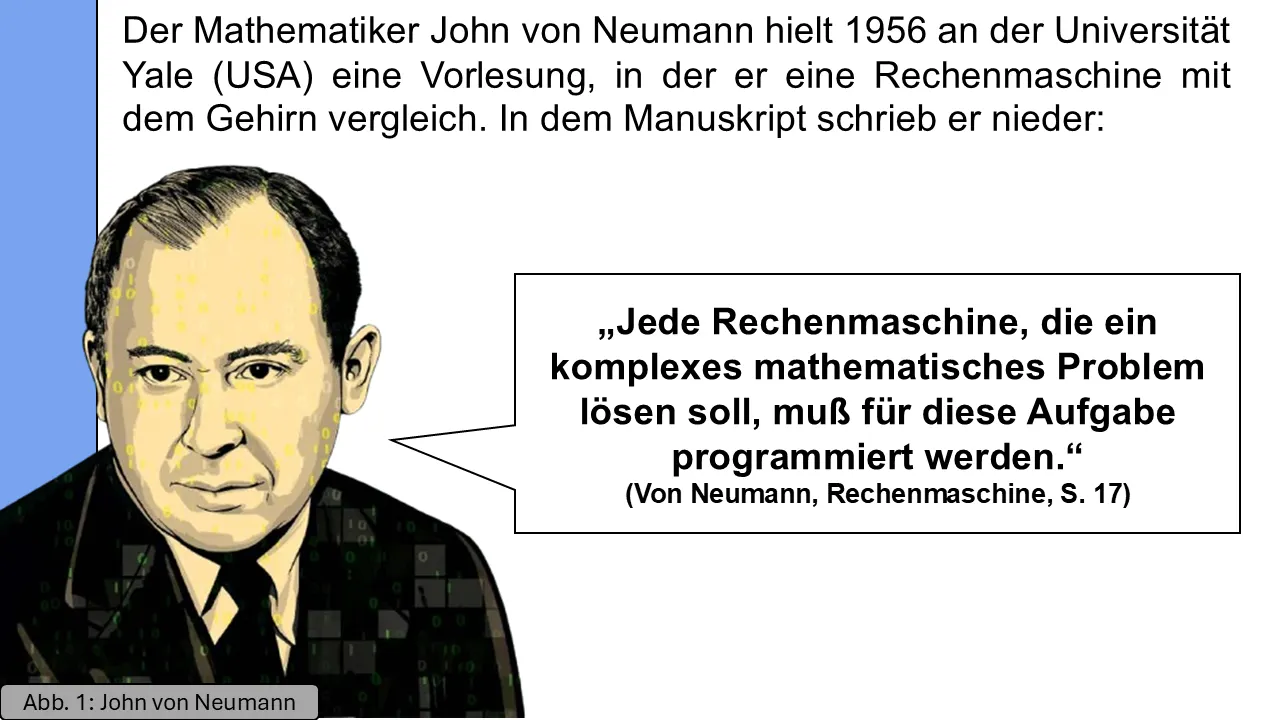 Der Mathematiker John von Neumann hielt 1956 an der Universität
Yale (USA) eine Vorlesung, in der er eine Rechenmaschine mit
dem Gehirn vergleich. In dem Manuskript schrieb er nieder:
„Jede Rechenmaschine, die ein
komplexes mathematisches Problem
lösen soll, muß für diese Aufgabe
programmiert werden.“
(Von Neumann, Rechenmaschine, S. 17)
Abb. 1: John von Neumann